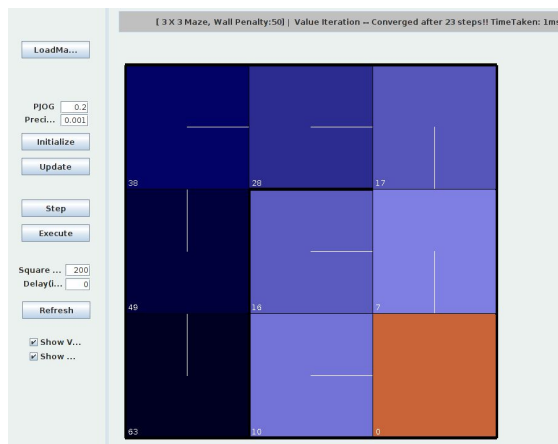 [ 3 X 3 Maze, Wall Penalty:50] | Value Iteration -- Converged after 23 steps!! TimeTaken: 1ms
LoadMa...
PJOG 0.2
Preci... 0.001
Initialize
Update
Step
Execute
Square ... 200
Delay(i... 0
Refresh
Show V...
Show ...
38 28 17
49 16 7
63 10 0